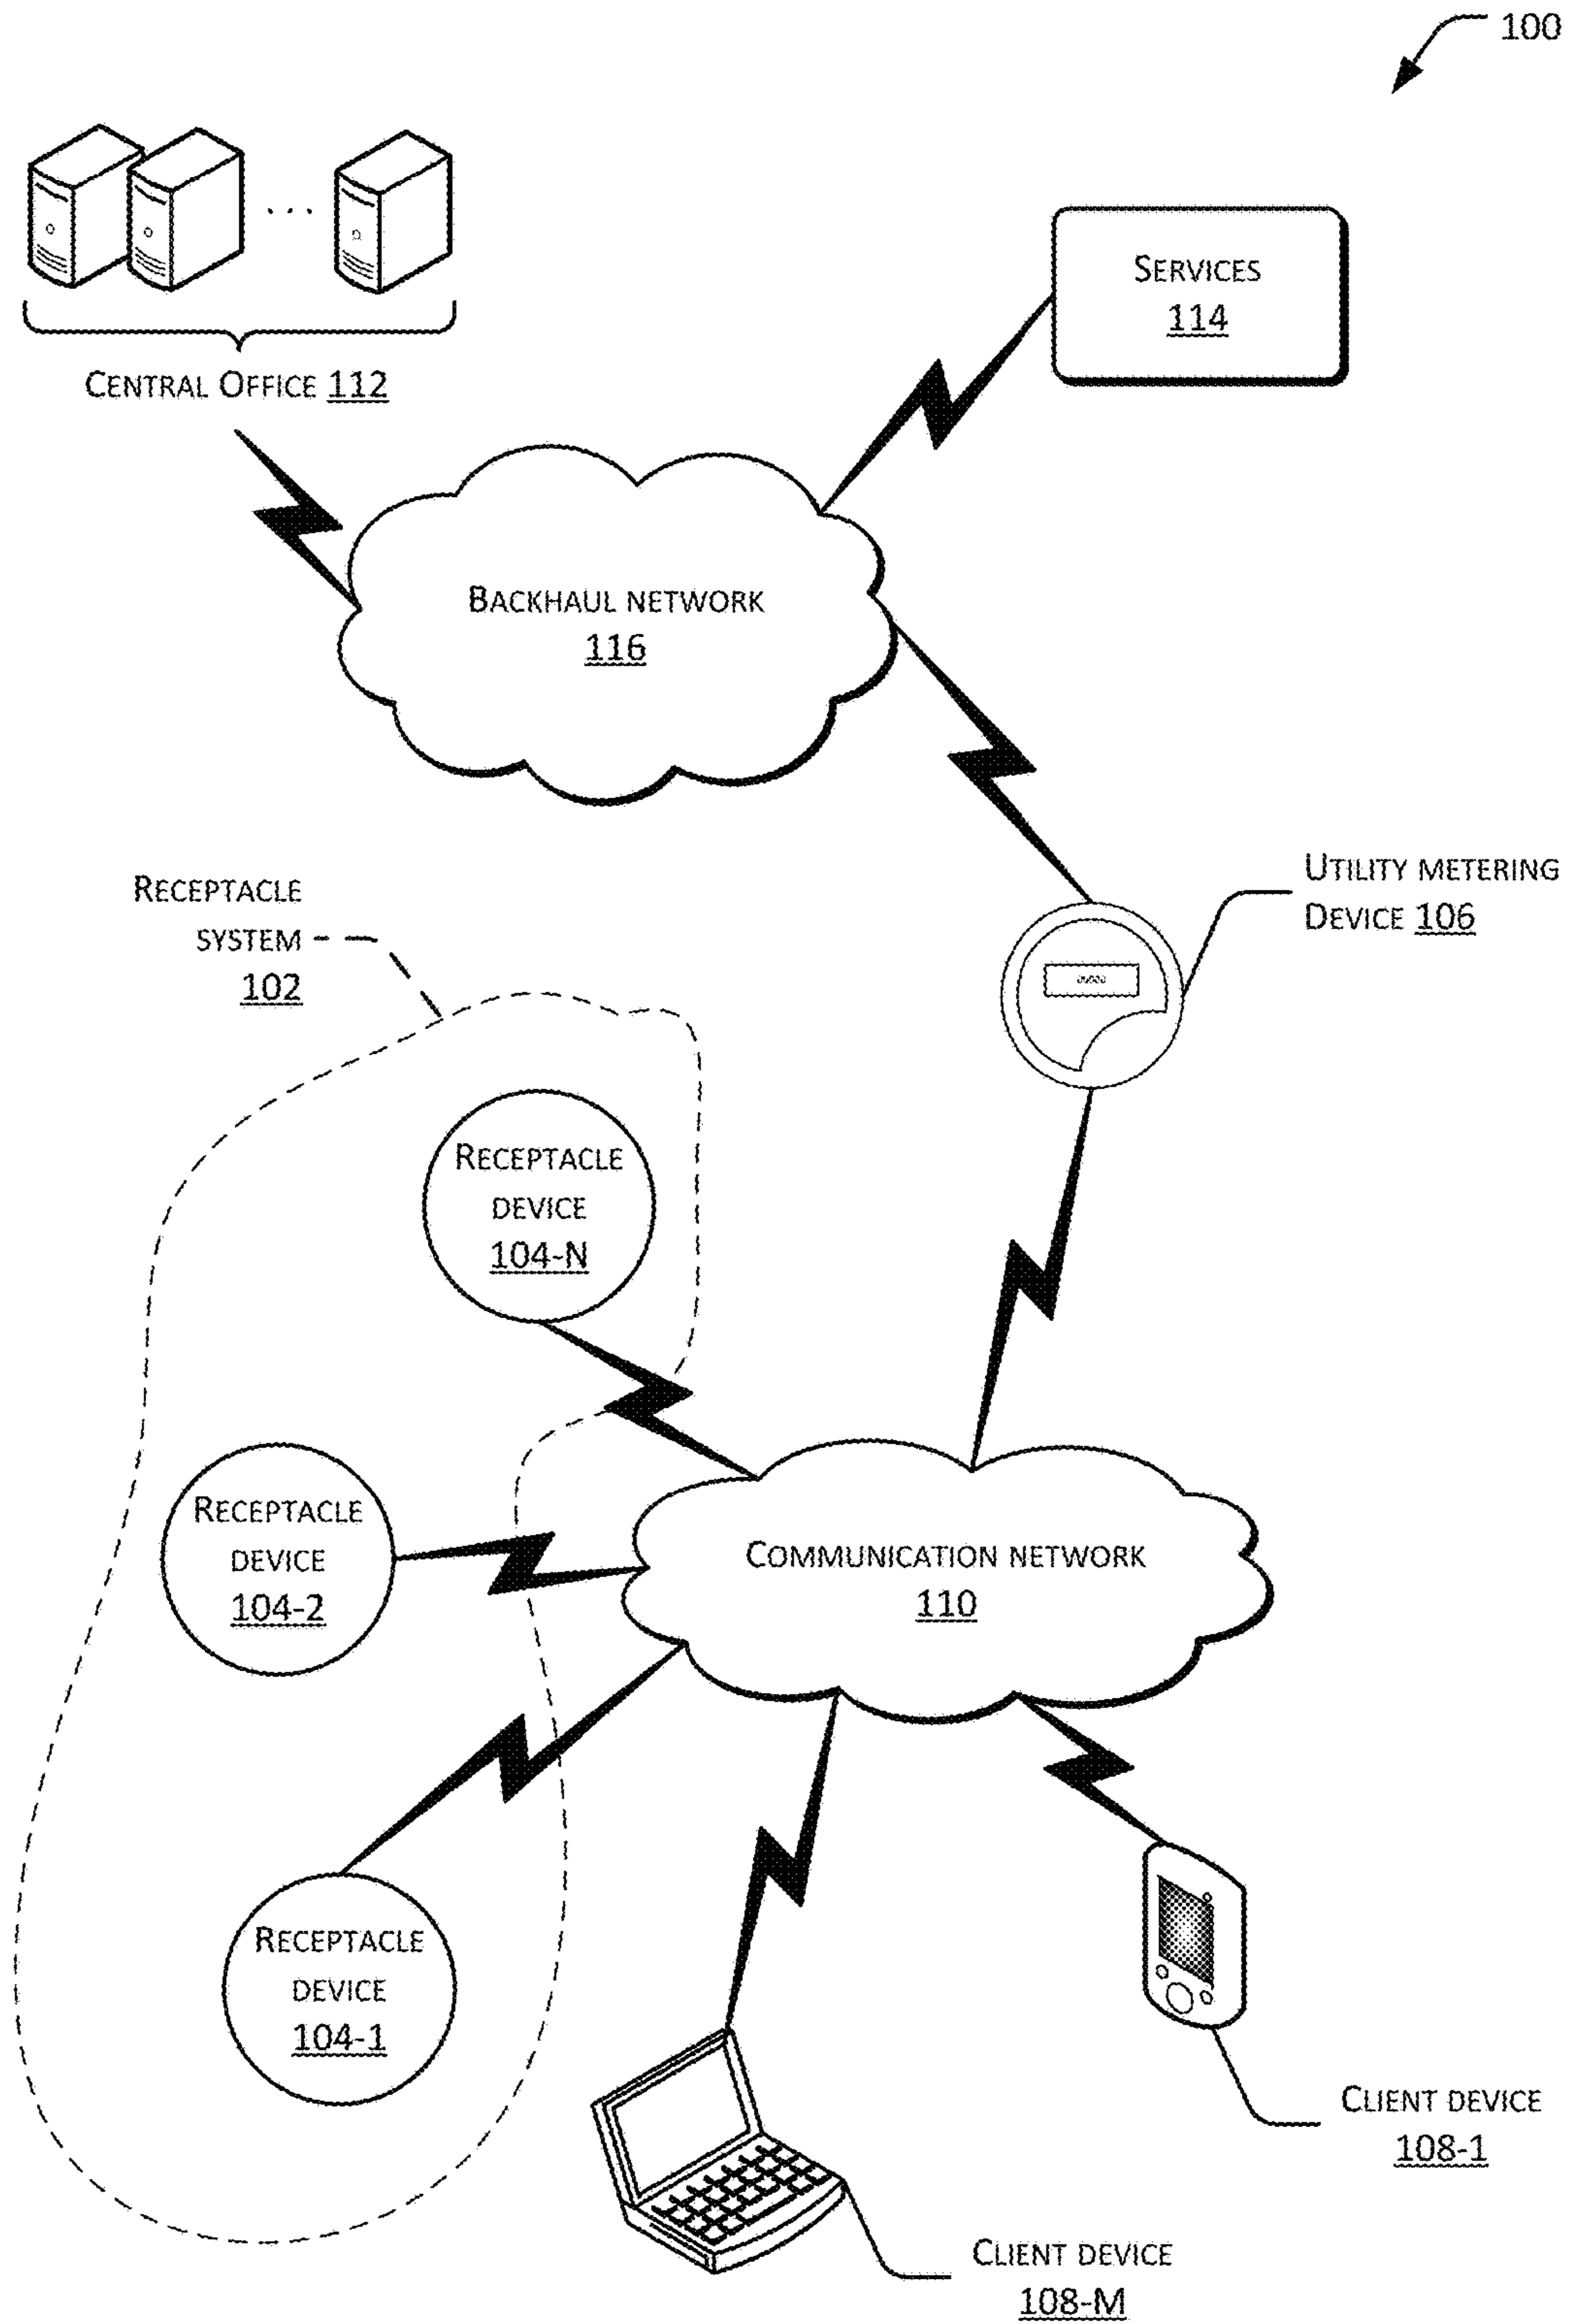 100
SERVICES
114
CENTRAL OFFICE 112
BACKHAUL NETWORK
116
UTILITY METERING
DEVICE 106
RECEPTACLE
SYSTEM
102
RECEPTACLE
DEVICE
104-N
RECEPTACLE
DEVICE
104-2
COMMUNICATION NETWORK
110
RECEPTACLE
DEVICE
104-1
CLIENT DEVICE
108-1
CLIENT DEVICE
108-M